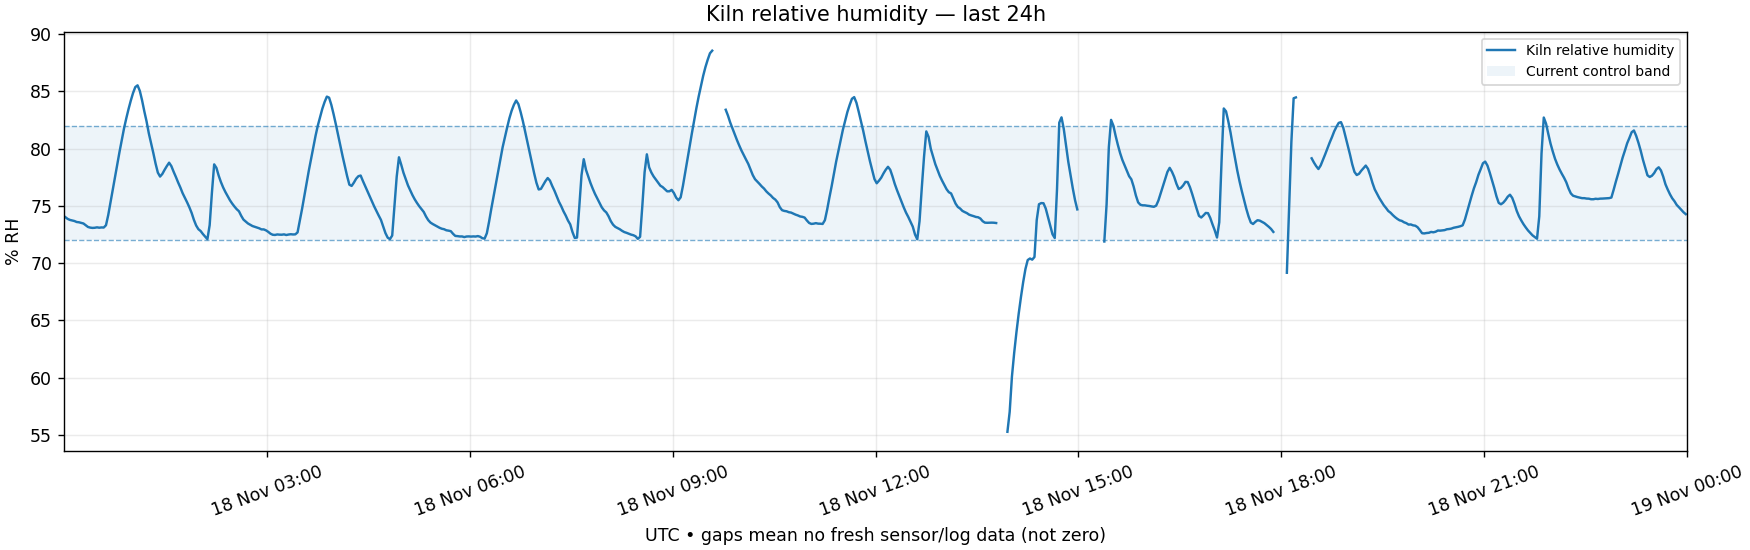 Kiln relative humidity — last 24h
Kiln relative humidity
Current control band
% RH
90
85
80
75
70
65
60
55
18 Nov 03:00
18 Nov 06:00
18 Nov 09:00
18 Nov 12:00
18 Nov 15:00
18 Nov 18:00
18 Nov 21:00
19 Nov 00:00
UTC • gaps mean no fresh sensor/log data (not zero)